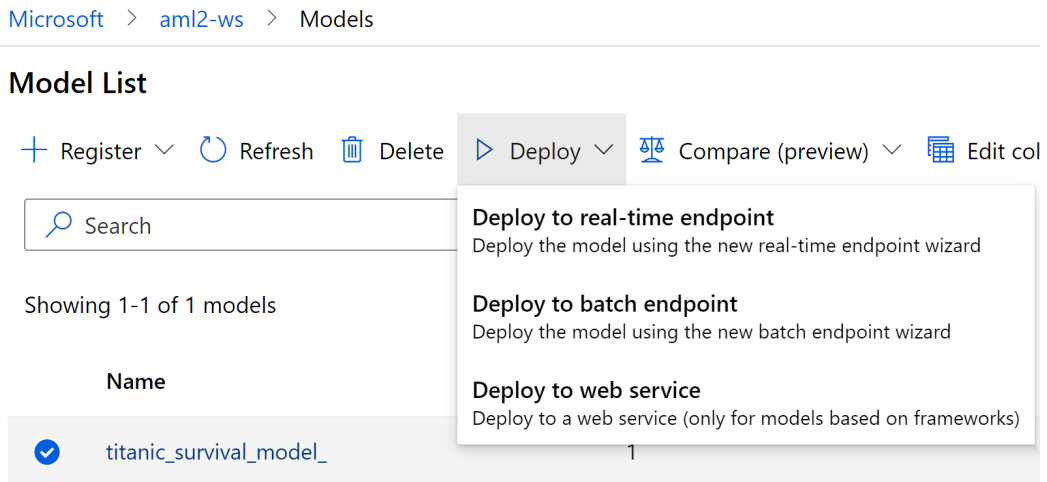 Microsoft > aml2-ws > Models
Model List
Register Refresh Delete Deploy Compare (preview) Edit col
Search
Deploy to real-time endpoint
Deploy the model using the new real-time endpoint wizard
Deploy to batch endpoint
Deploy the model using the new batch endpoint wizard
Deploy to web service
Deploy to a web service (only for models based on frameworks)
Showing 1-1 of 1 models
Name
titanic_survival_model_ 1